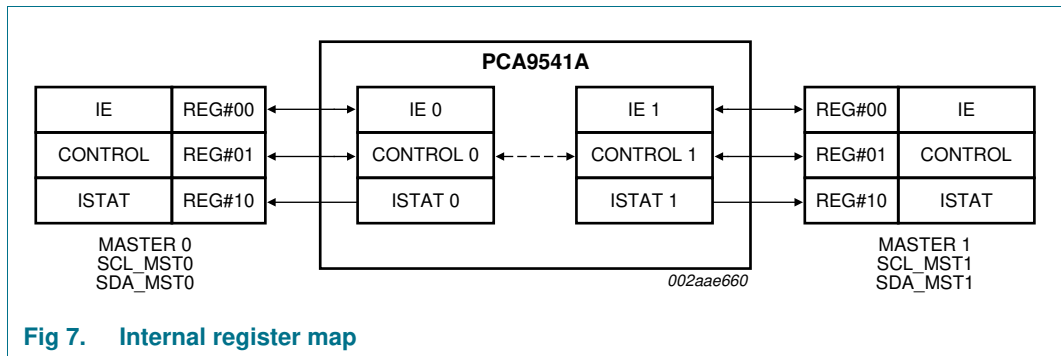 PCA9541A
IE REG#00 IE 0 IE 1 REG#00 IE
CONTROL REG#01 CONTROL 0 CONTROL 1 REG#01 CONTROL
ISTAT REG#10 ISTAT 0 ISTAT 1 REG#10 ISTAT
MASTER 0
SCL_MST0
SDA_MST0
MASTER 1
SCL_MST1
SDA_MST1
002aae660
Fig 7. Internal register map